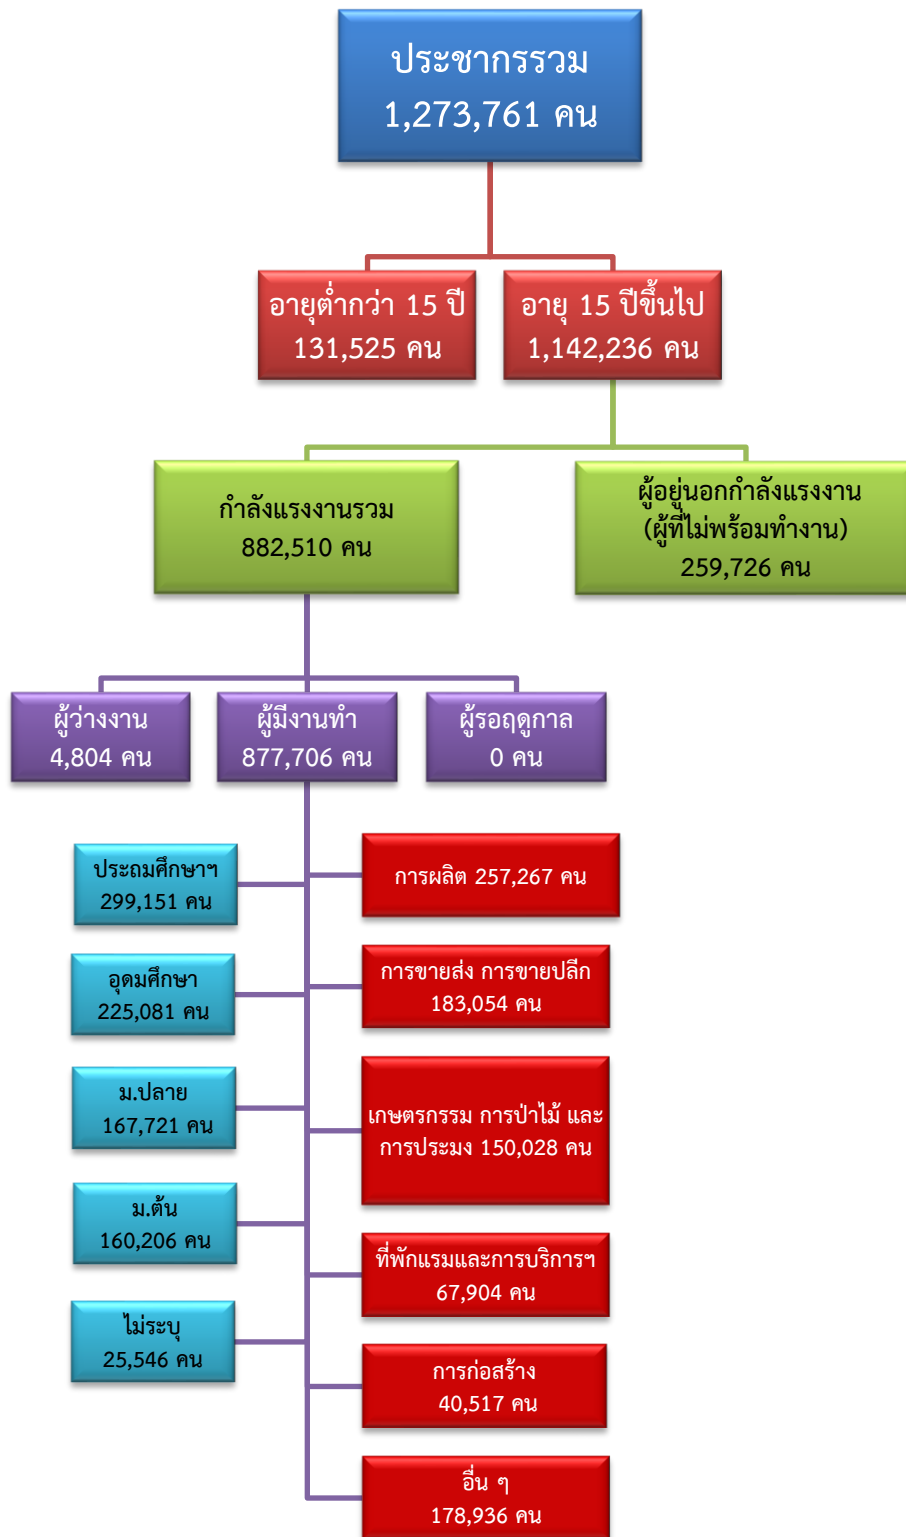 ประชากรรวม
1,273,761 คน
อายุต่ำกว่า 15 ปี
131,525 คน
อายุ 15 ปีขึ้นไป
1,142,236 คน
กำลังแรงงานรวม
882,510 คน
ผู้อยู่นอกกำลังแรงงาน
(ผู้ที่ไม่พร้อมทำงาน)
259,726 คน
ผู้ว่างงาน
4,804 คน
ผู้มีงานทำ
877,706 คน
ผู้รอฤดูกาล
0 คน
ประถมศึกษาฯ
299,151 คน
อุดมศึกษา
225,081 คน
ม.ปลาย
167,721 คน
ม.ต้น
160,206 คน
ไม่ระบุ
25,546 คน
การผลิต 257,267 คน
การขายส่ง การขายปลีก
183,054 คน
เกษตรกรรม การป่าไม้ และ
การประมง 150,028 คน
ที่พักแรมและการบริการฯ
67,904 คน
การก่อสร้าง
40,517 คน
อื่น ๆ
178,936 คน